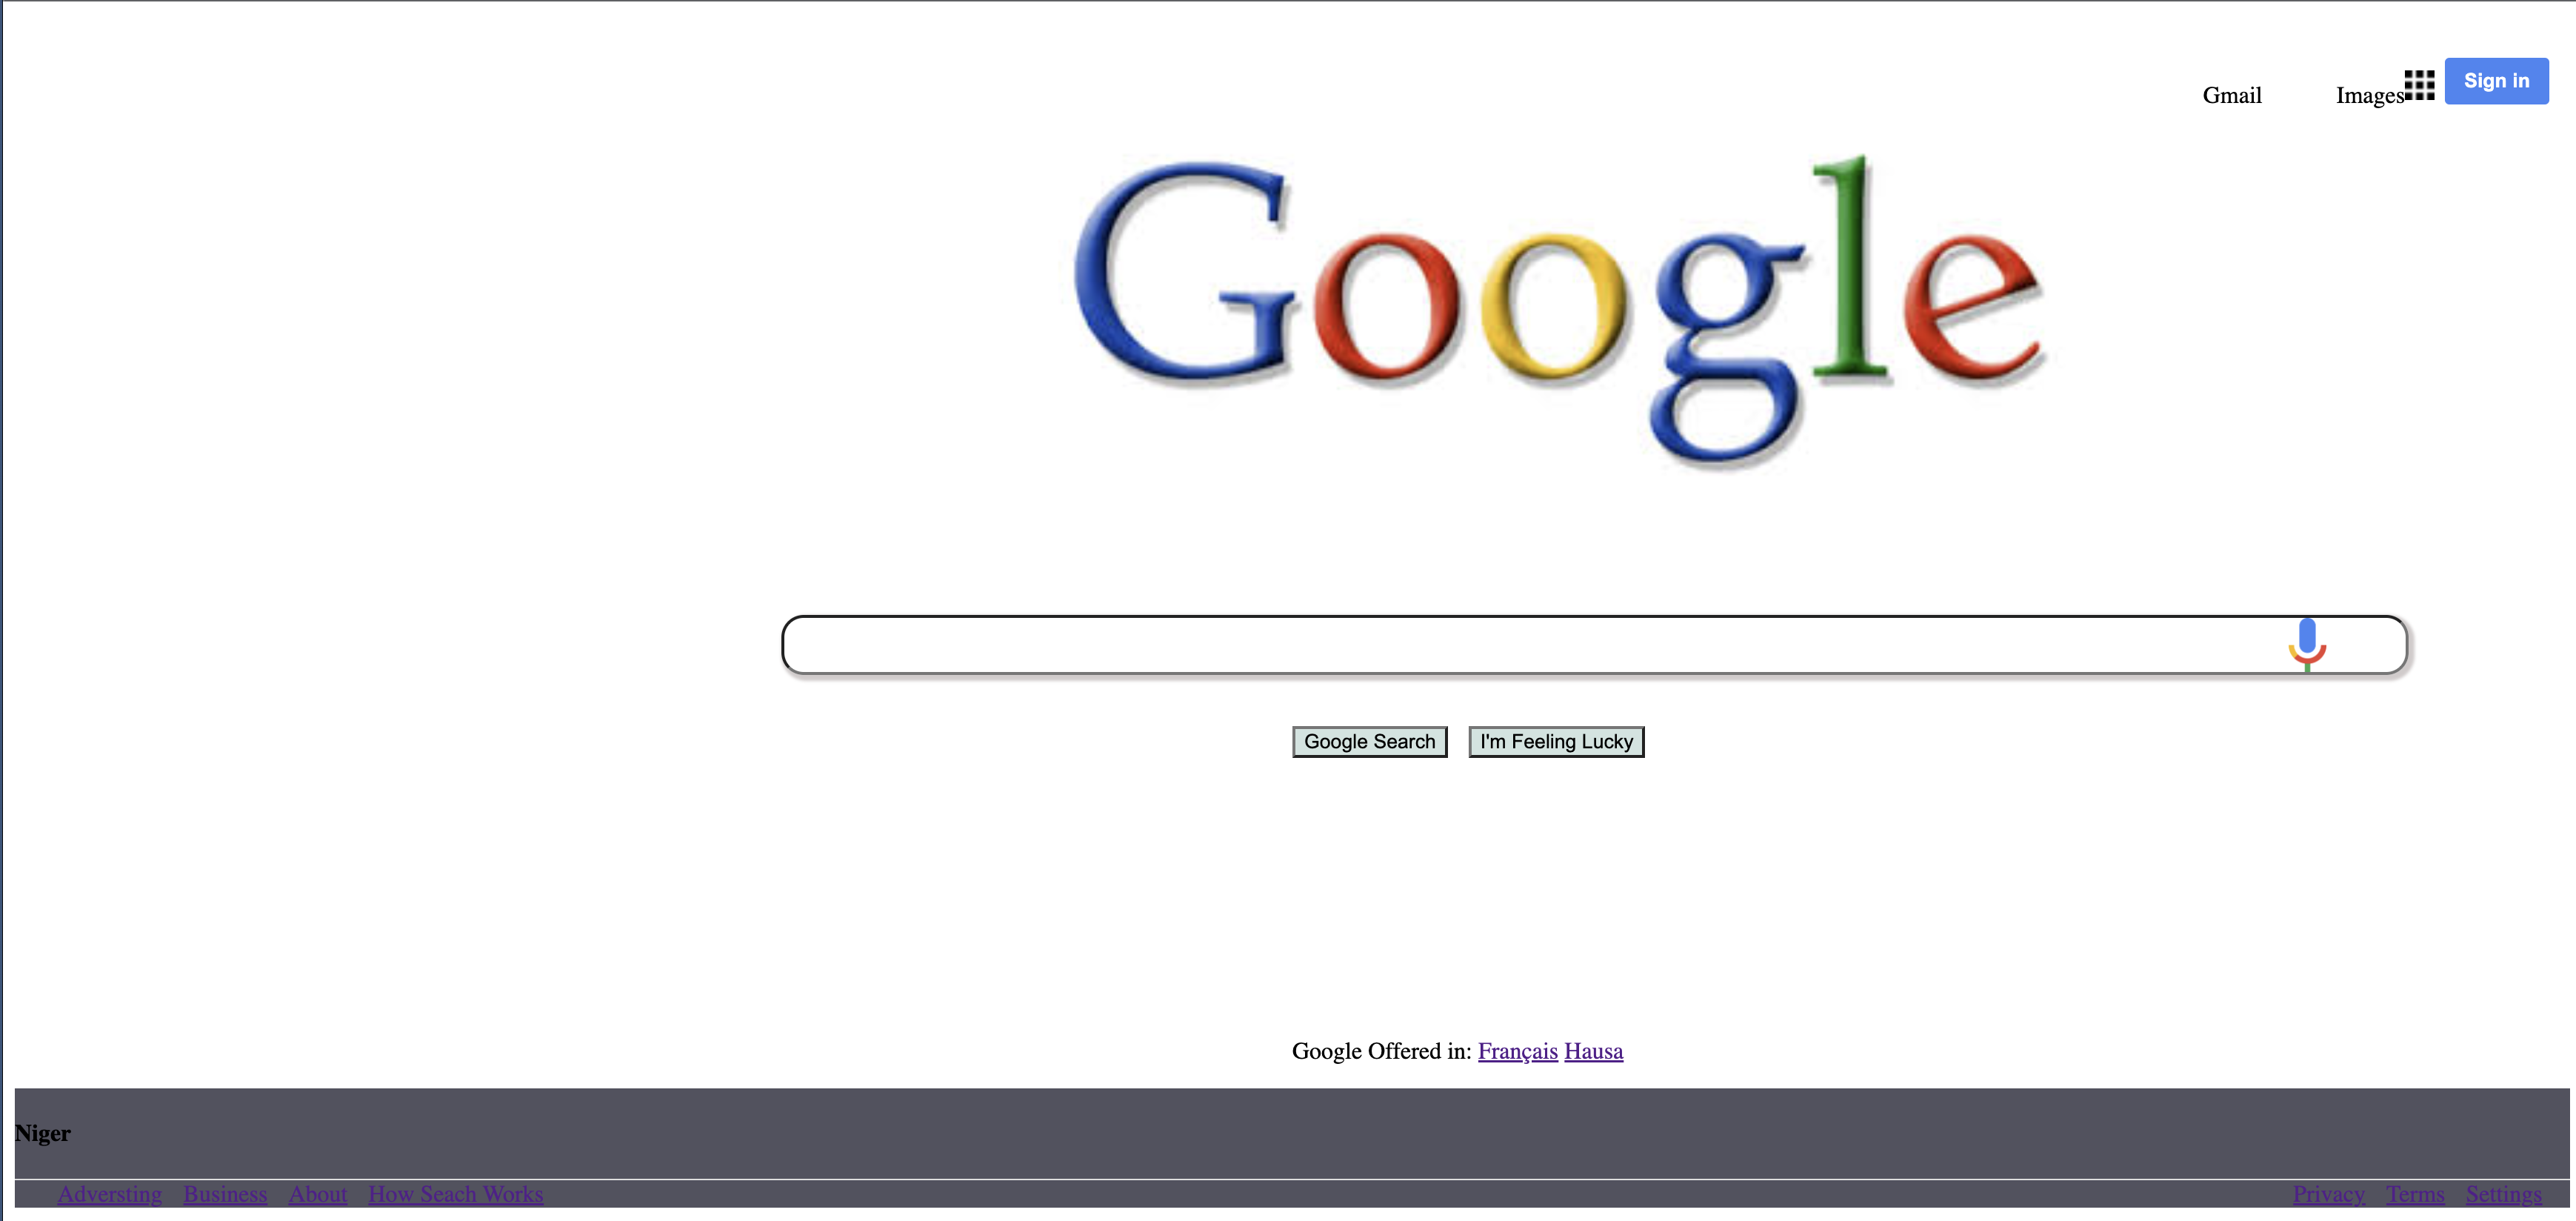 Gmail Images Sign in
Google
Google Search I'm Feeling Lucky
Google Offered in: Français Hausa
Niger
Adversting Business About How Seach Works Privacy Terms Settings